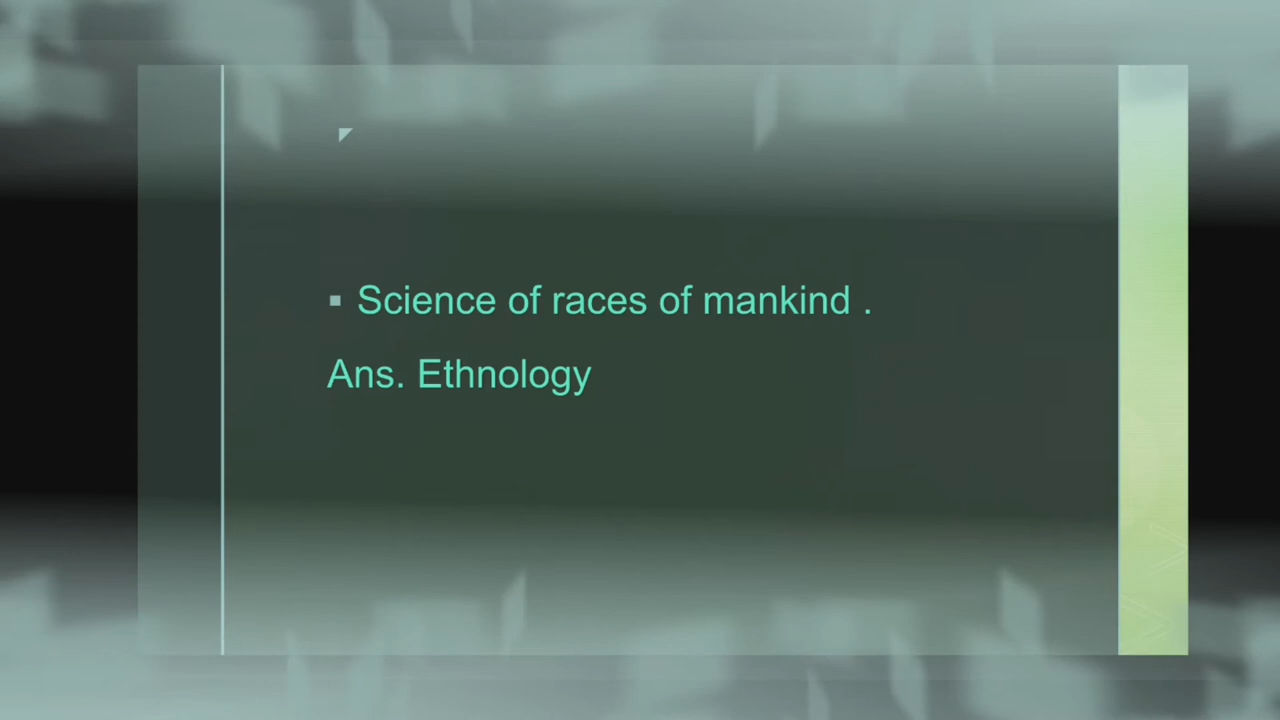 ▪ Science of races of mankind .
Ans. Ethnology